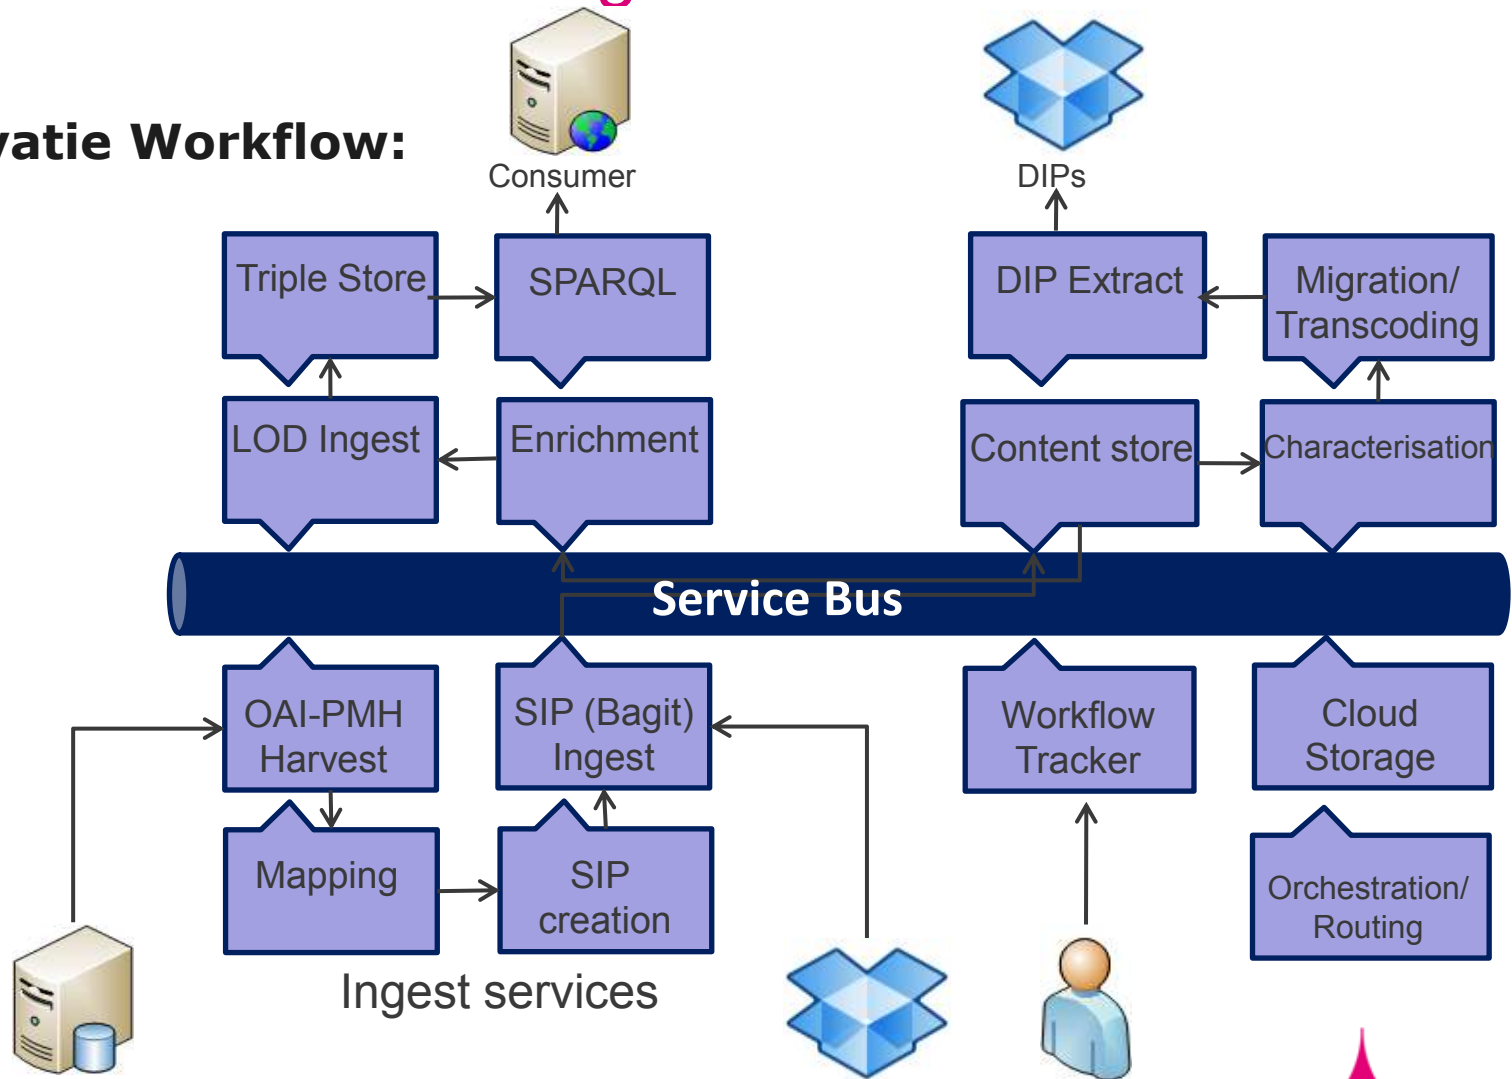 vatie Workflow:
Consumer
DIPs
Triple Store
SPARQL
DIP Extract
Migration/
Transcoding
LOD Ingest
Enrichment
Content store
Characterisation
Service Bus
OAI-PMH
Harvest
SIP (Bagit)
Ingest
Workflow
Tracker
Cloud
Storage
Mapping
SIP
creation
Orchestration/
Routing
Ingest services